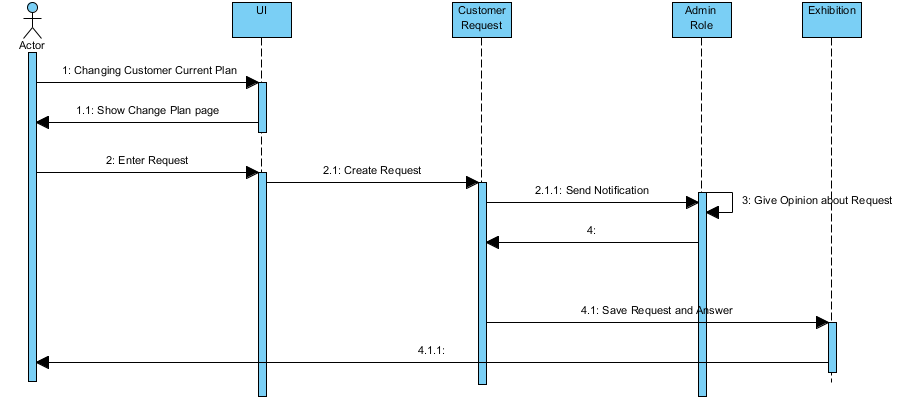 UI
Customer
Request
Admin
Role
Exhibition
Actor
1: Changing Customer Current Plan
1.1: Show Change Plan page
2: Enter Request
2.1: Create Request
2.1.1: Send Notification
3: Give Opinion about Request
4:
4.1: Save Request and Answer
4.1.1: